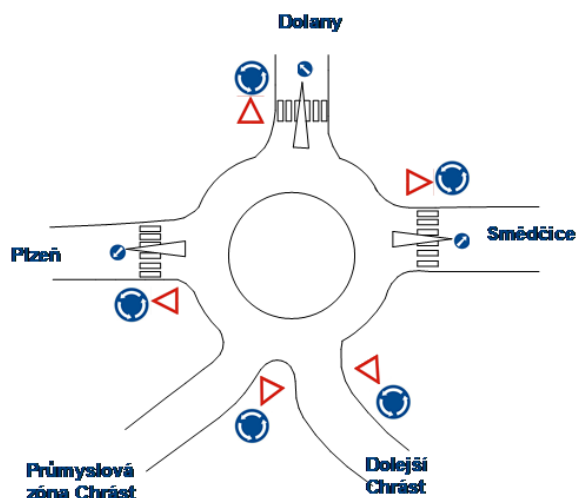 Dolany
Smědčice
Plzeň
Průmyslová
zóna Chrást
Dolejší
Chrást